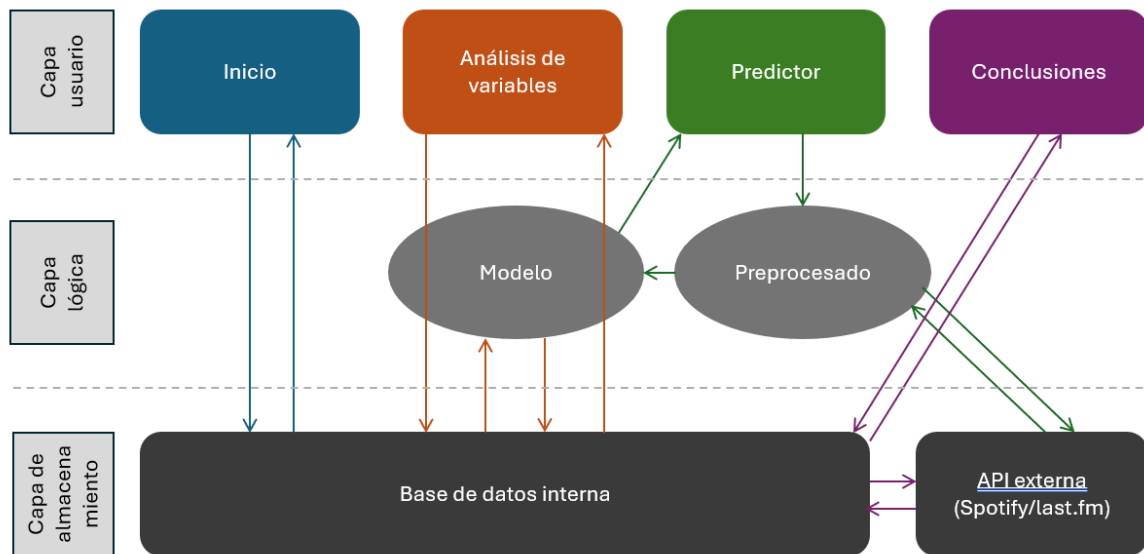 Capa
usuario
Inicio
Análisis de
variables
Predictor
Conclusiones
Capa
lógica
Modelo
Preprocesado
Capa de
almacena
miento
Base de datos interna
API externa
(Spotify/last.fm)